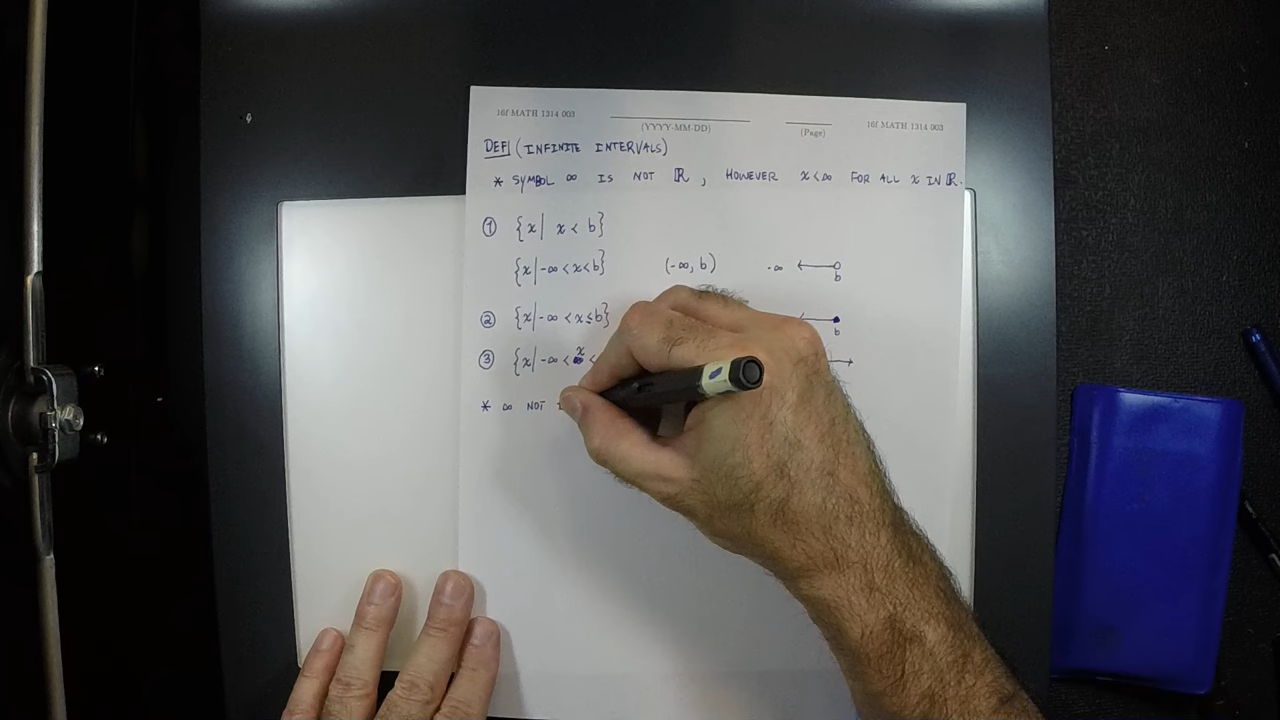 16f MATH 1314 003
(YYYY-MM-DD)
(Page)
16f MATH 1314 003
DEF (INFINITE INTERVALS)
* SYMBOL ∞ IS NOT ℝ, HOWEVER x<∞ FOR ALL x IN ℝ.
① {x| x < b}
{x|-∞ < x < b} (-∞, b) -∞ b
② {x|-∞ < x ≤ b} b
③ {x|-∞ < x <
* ∞ NOT